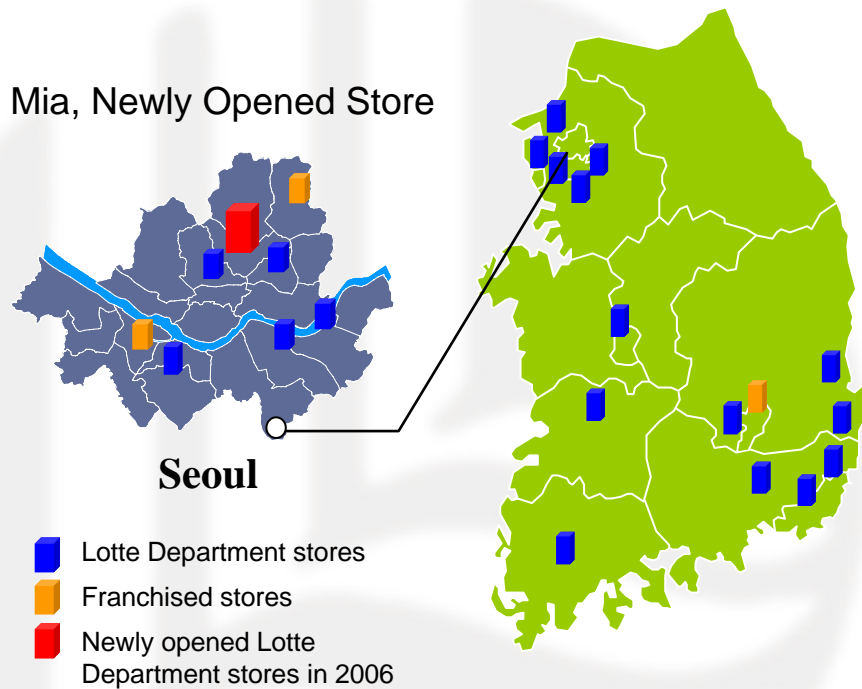 Mia, Newly Opened Store
Seoul
Lotte Department stores
Franchised stores
Newly opened Lotte
Department stores in 2006